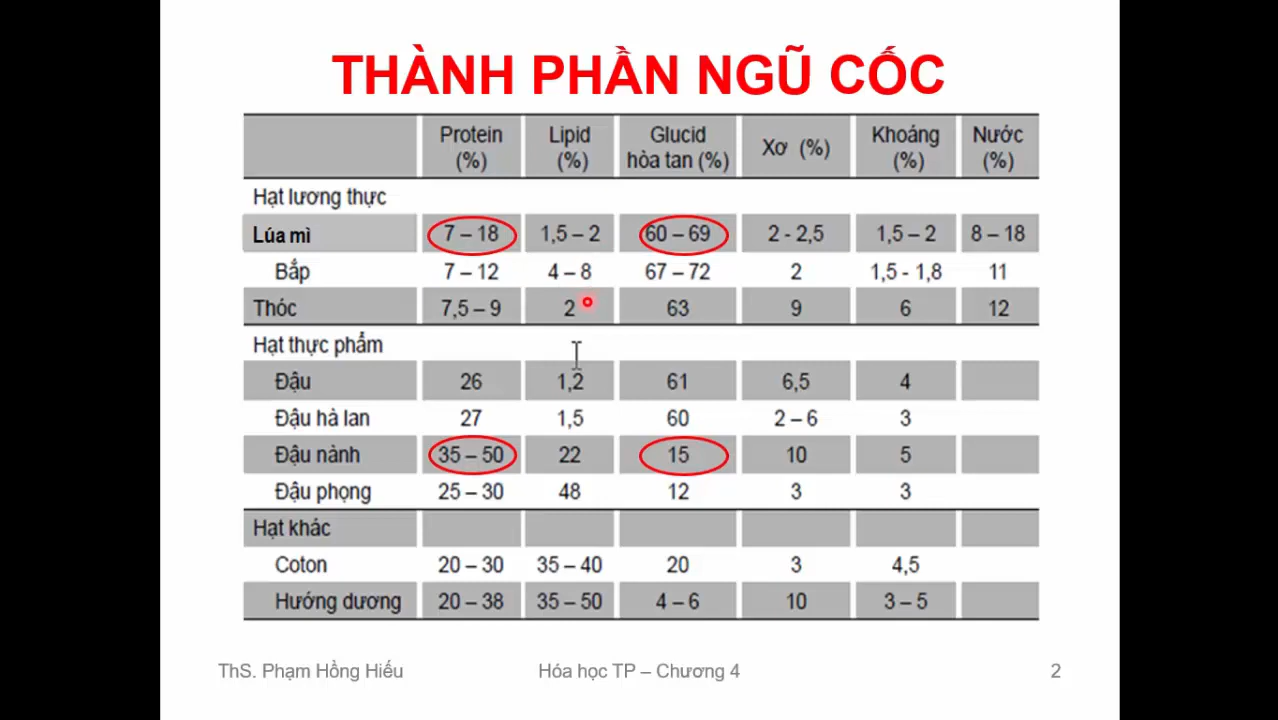 THÀNH PHẦN NGŨ CỐC
Protein (%) Lipid (%) Glucid hòa tan (%) Xơ (%) Khoáng (%) Nước (%)
Hạt lương thực
Lúa mì 7 – 18 1,5 – 2 60 – 69 2 - 2,5 1,5 – 2 8 – 18
Bắp 7 – 12 4 – 8 67 – 72 2 1,5 - 1,8 11
Thóc 7,5 – 9 2 63 9 6 12
Hạt thực phẩm
Đậu 26 1,2 61 6,5 4
Đậu hà lan 27 1,5 60 2 – 6 3
Đậu nành 35 – 50 22 15 10 5
Đậu phọng 25 – 30 48 12 3 3
Hạt khác
Coton 20 – 30 35 – 40 20 3 4,5
Hướng dương 20 – 38 35 – 50 4 – 6 10 3 – 5
ThS. Phạm Hồng Hiếu Hóa học TP – Chương 4 2